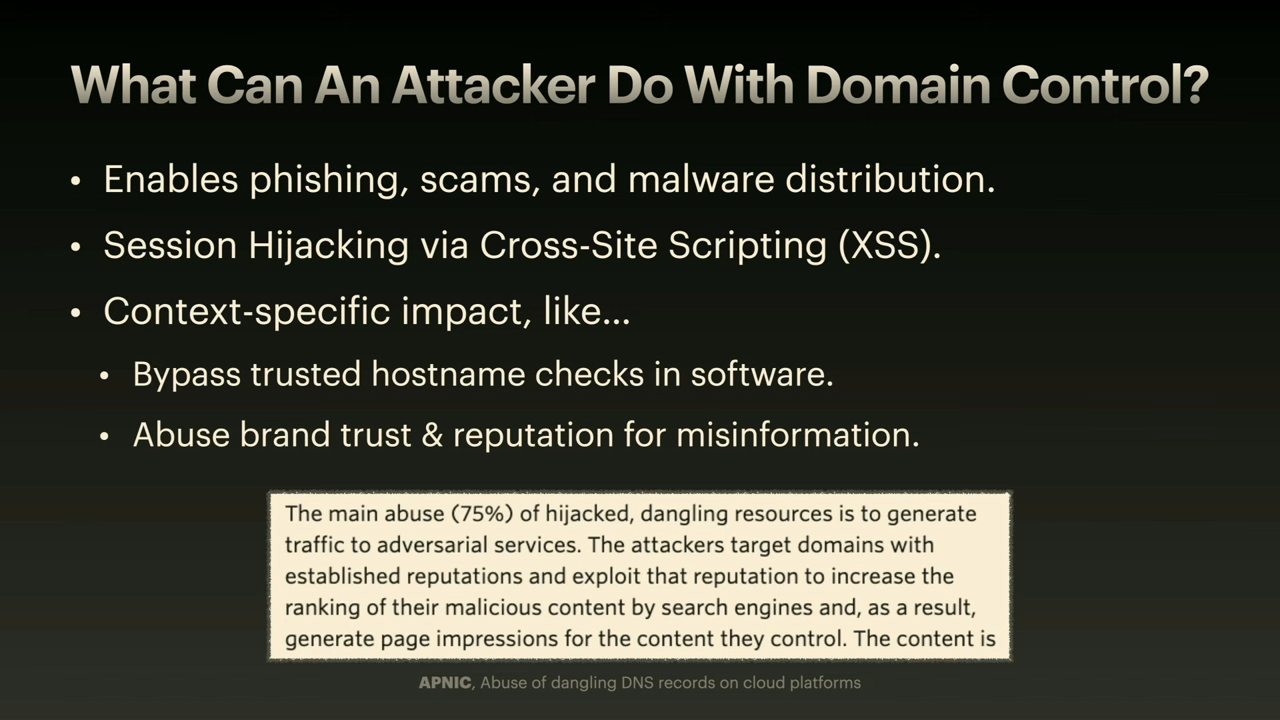 What Can An Attacker Do With Domain Control?
• Enables phishing, scams, and malware distribution.
• Session Hijacking via Cross-Site Scripting (XSS).
• Context-specific impact, like...
• Bypass trusted hostname checks in software.
• Abuse brand trust & reputation for misinformation.
The main abuse (75%) of hijacked, dangling resources is to generate
traffic to adversarial services. The attackers target domains with
established reputations and exploit that reputation to increase the
ranking of their malicious content by search engines and, as a result,
generate page impressions for the content they control. The content is
APNIC, Abuse of dangling DNS records on cloud platforms